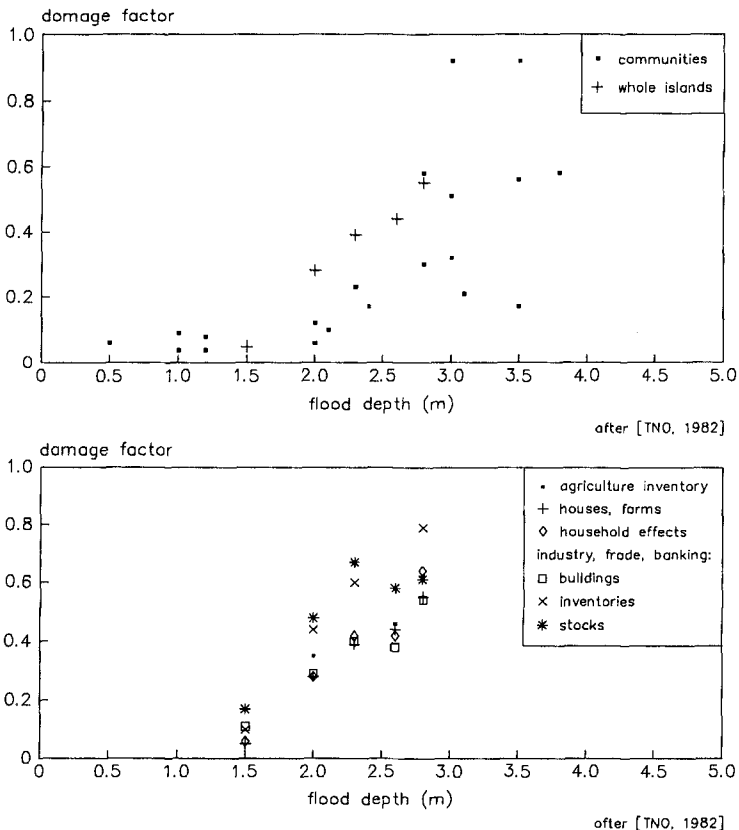 domage factor
1.0
0.8
0.6
0.4
0.2
0
▪ communities
+ whole islands
0 0.5 1.0 1.5 2.0 2.5 3.0 3.5 4.0 4.5 5.0
flood depth (m)
after [TNO, 1982]
damage factor
1.0
0.8
0.6
0.4
0.2
0
agriculture inventory
+ houses, farms
◊ household effects
industry, frade, banking:
□ buildings
× inventories
* stocks
0 0.5 1.0 1.5 2.0 2.5 3.0 3.5 4.0 4.5 5.0
flood depth (m)
ofter [TNO, 1982]